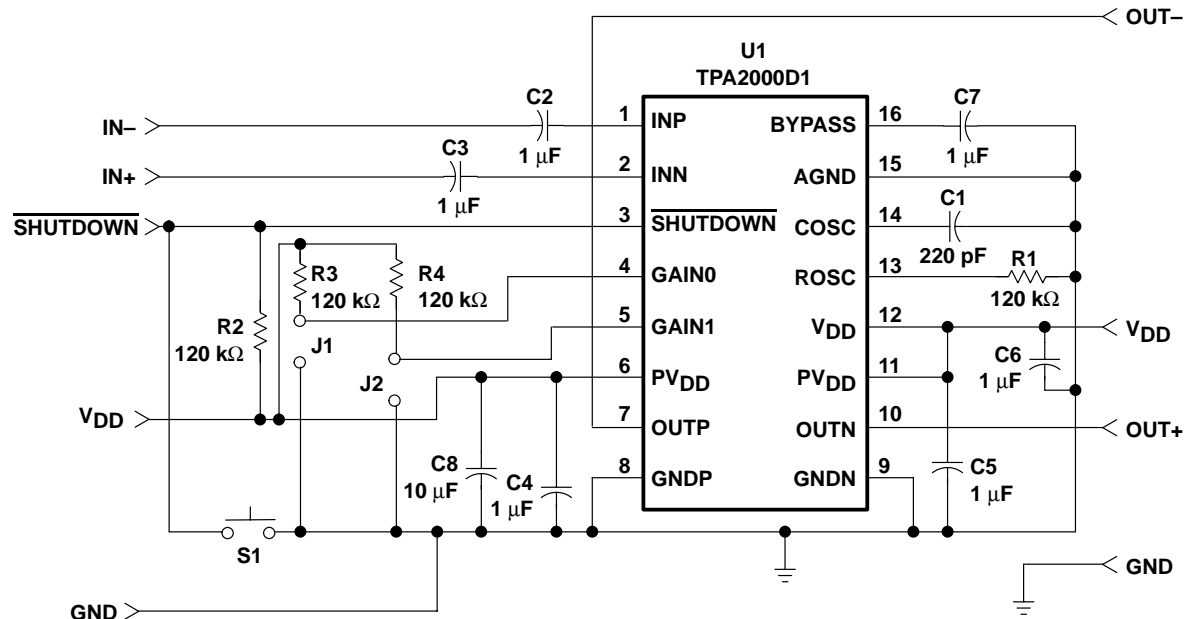 OUT–
U1
TPA2000D1
C2
1 µF
IN–
1
INP
BYPASS
16
C7
1 µF
C3
1 µF
IN+
2
INN
AGND
15
SHUTDOWN
3
SHUTDOWN
COSC
14
C1
220 pF
R3
120 kΩ
R4
120 kΩ
4
GAIN0
ROSC
13
R1
120 kΩ
R2
120 kΩ
J1
5
GAIN1
VDD
12
VDD
J2
6
PVDD
PVDD
11
C6
1 µF
VDD
7
OUTP
OUTN
10
OUT+
C8
10 µF
C4
1 µF
8
GNDP
GNDN
9
C5
1 µF
S1
GND
GND